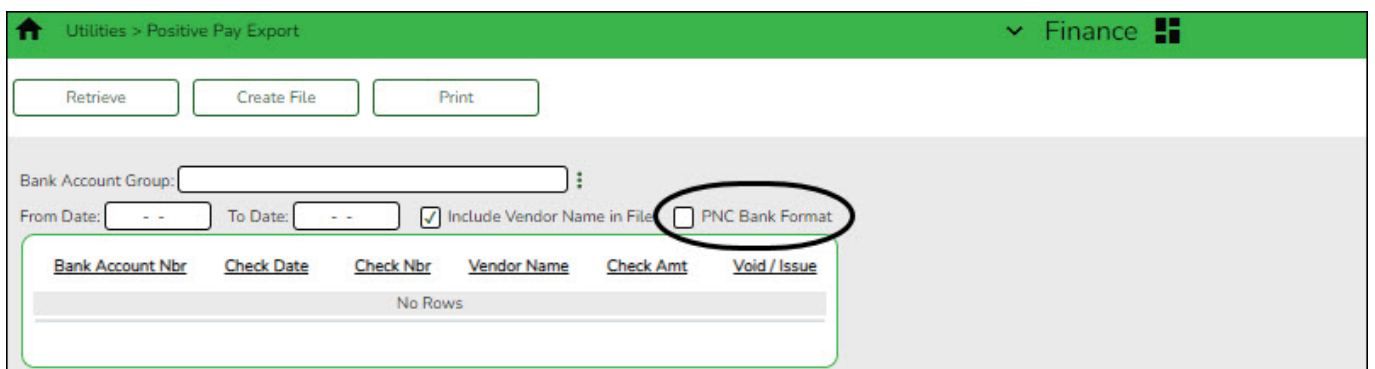 Utilities > Positive Pay Export Finance
Retrieve Create File Print
Bank Account Group:
From Date: - - To Date: - - Include Vendor Name in File PNC Bank Format
Bank Account Nbr Check Date Check Nbr Vendor Name Check Amt Void / Issue
No Rows